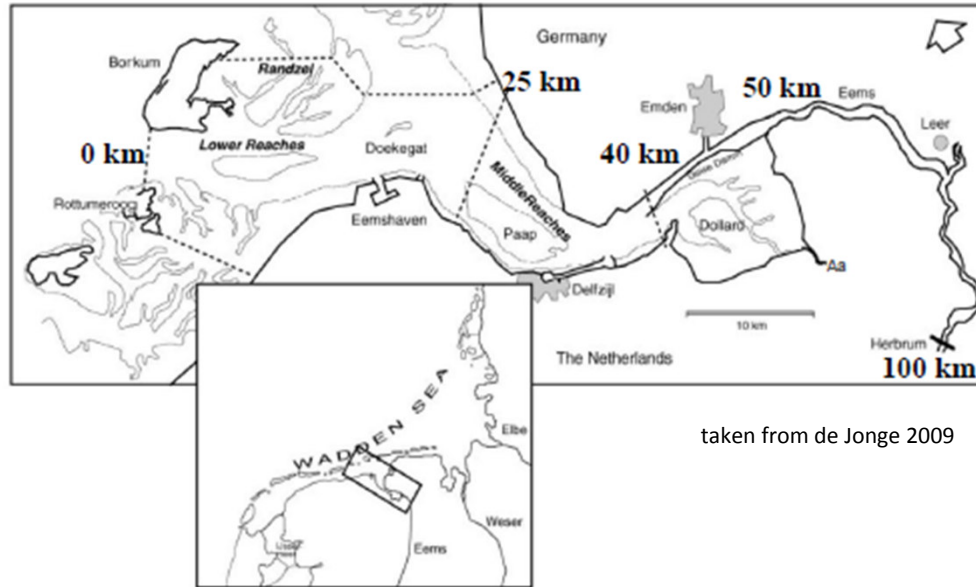 Germany
Borkum
Randzel
25 km
50 km
Eems
Emden
Leer
0 km
Lower Reaches
Doekegat
40 km
Rottumeroog
Eemshaven
Middle Reaches
Paap
Dollard
Aa
Delfzijl
10 km
Herbrum
The Netherlands
100 km
WADDEN SEA
Elbe
Weser
Eems
taken from de Jonge 2009